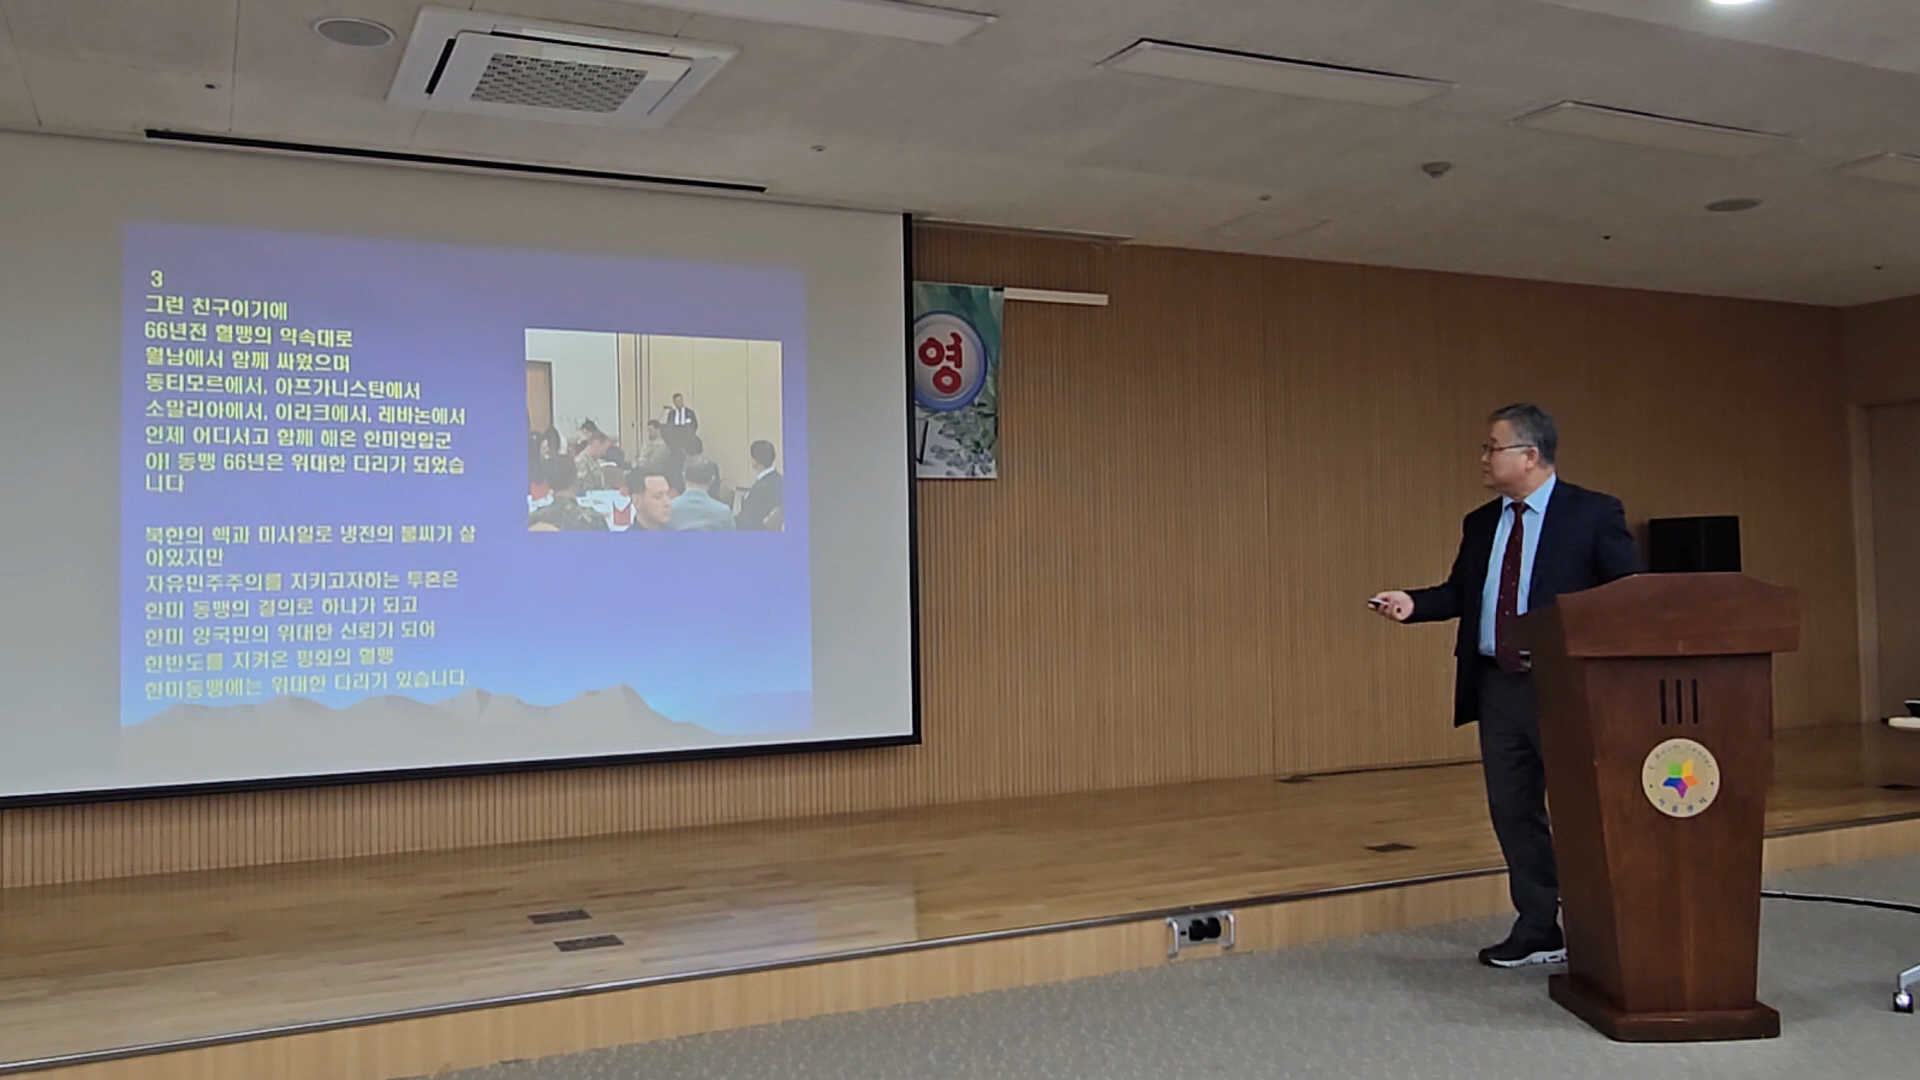 3
그런 친구이기에
66년전 혈맹의 약속대로
월남에서 함께 싸웠으며
동티모르에서, 아프가니스탄에서
소말리아에서, 이라크에서, 레바논에서
언제 어디서고 함께 해온 한미연합군
아! 동맹 66년은 위대한 다리가 되었습
니다
북한의 핵과 미사일로 냉전의 불씨가 살
아있지만
자유민주주의를 지키고자하는 투혼은
한미 동맹의 결의로 하나가 되고
한미 양국민의 위대한 신뢰가 되어
한반도를 지켜온 평화의 혈맹
한미동맹에는 위대한 다리가 있습니다.
영